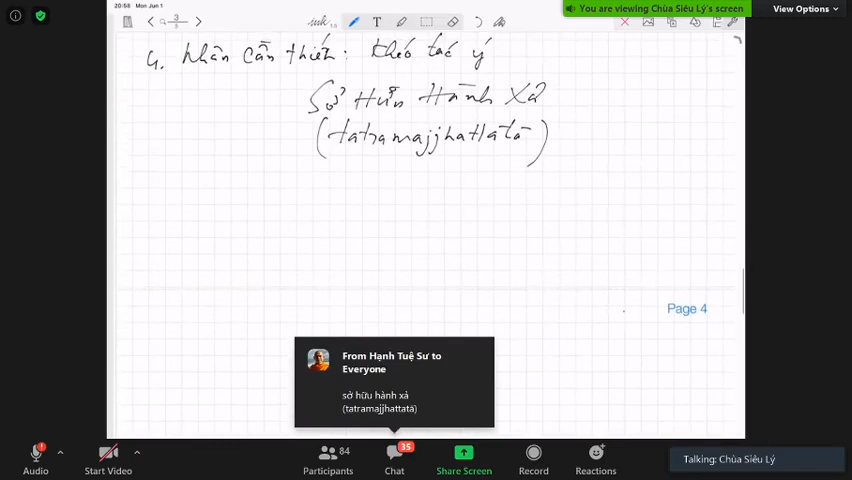 20:58 Mon Jun 1
You are viewing Chùa Siêu Lý's screen
View Options
3
T
4. Nhân cần thiết: khéo tác ý
Sở Hữu Hành Xả
(tatramajjhattatā)
Page 4
From Hạnh Tuệ Sư to
Everyone
sở hữu hành xả
(tatramajjhattatā)
84
35
Audio
Start Video
Participants
Chat
Share Screen
Record
Reactions
Talking: Chùa Siêu Lý